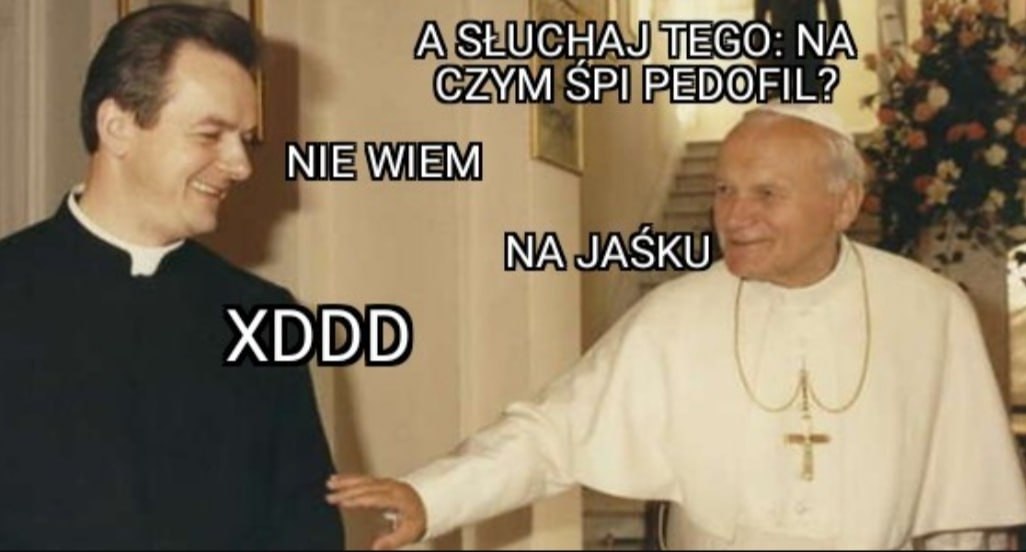 A SŁUCHAJ TEGO: NA
CZYM ŚPI PEDOFIL?
NIE WIEM
NA JAŚKU
XDDD